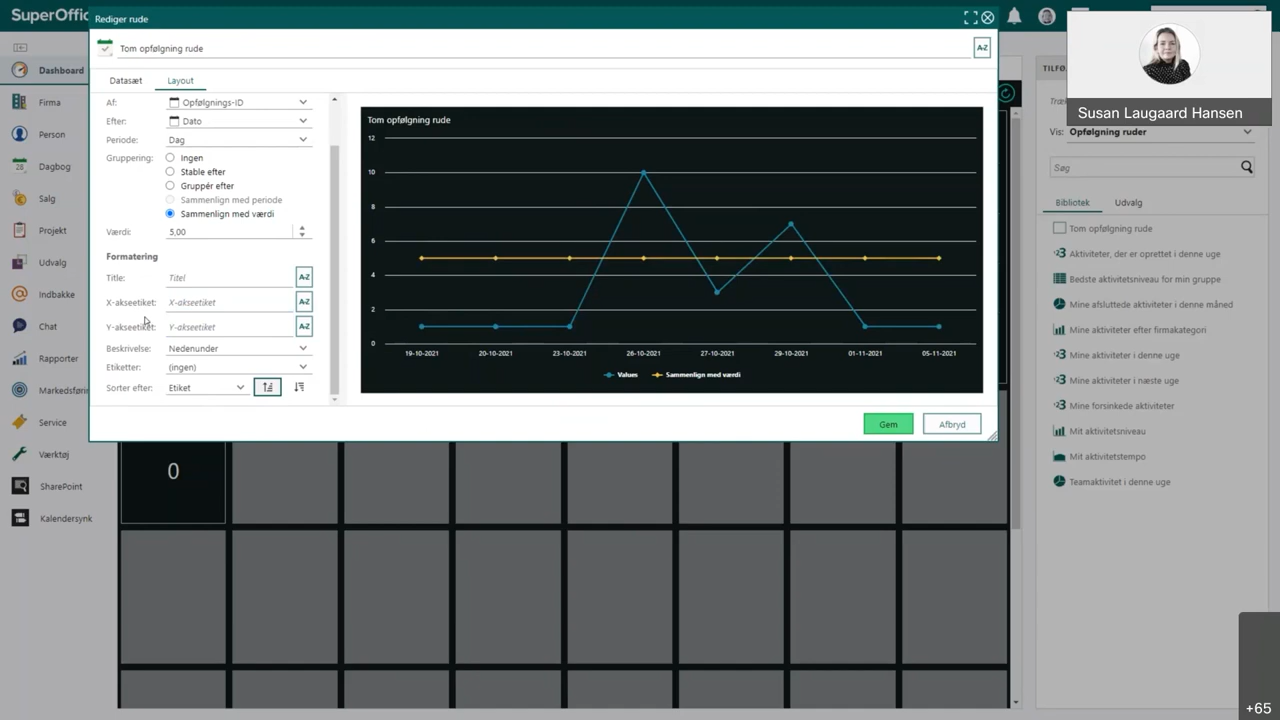 SuperOffic
Rediger rude
Tom opfølgning rude
A-Z
Datasæt
Layout
Af:
Opfølgnings-ID
Efter:
Dato
Periode:
Dag
Gruppering:
Ingen
Stable efter
Gruppér efter
Sammenlign med periode
Sammenlign med værdi
Værdi:
5,00
Formatering
Title:
Titel
A-Z
X-akseetiket:
X-akseetiket
A-Z
Y-akseetiket:
Y-akseetiket
A-Z
Beskrivelse:
Nedenunder
Etiketter:
(ingen)
Sorter efter:
Etiket
Tom opfølgning rude
12
10
8
6
4
2
0
19-10-2021
20-10-2021
23-10-2021
26-10-2021
27-10-2021
29-10-2021
01-11-2021
05-11-2021
Values
Sammenlign med værdi
Gem
Afbryd
Dashboard
Firma
Person
28
Dagbog
Salg
Projekt
Udvalg
Indbakke
Chat
Rapporter
Markedsførin
Service
Værktøj
SharePoint
Kalendersynk
0
Susan Laugaard Hansen
TILFØ
Træk
Vis:
Opfølgning ruder
Søg
Bibliotek
Udvalg
Tom opfølgning rude
Aktiviteter, der er oprettet i denne uge
Bedste aktivitetsniveau for min gruppe
Mine afsluttede aktiviteter i denne måned
Mine aktiviteter efter firmakategori
Mine aktiviteter i denne uge
Mine aktiviteter i næste uge
Mine forsinkede aktiviteter
Mit aktivitetsniveau
Mit aktivitetstempo
Teamaktivitet i denne uge
+65